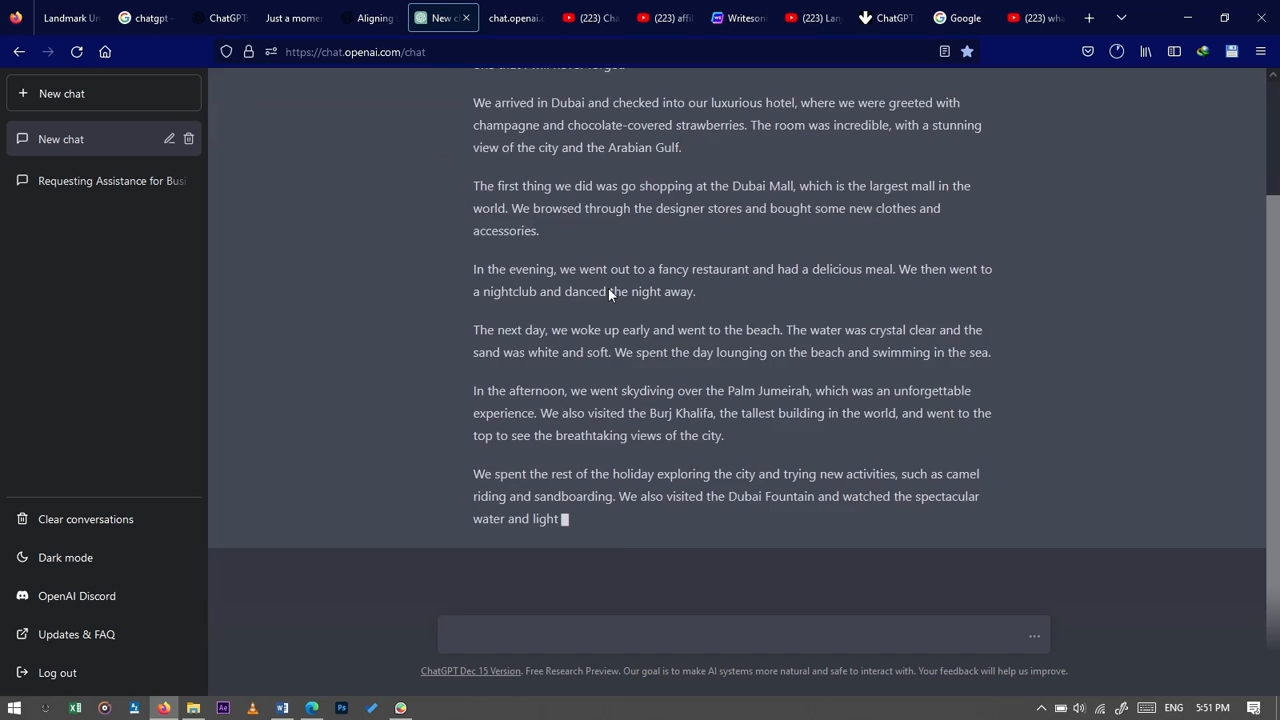 Landmark Un
chatgpt -
ChatGPT:
Just a mome
Aligning
New c
chat.openai.c
(223) Cha
(223) affi
Writeson
(223) Lan
ChatGPT
Google
(223) wha
https://chat.openai.com/chat
New chat
New chat
Requesting Assistance for Busi
Clear conversations
Dark mode
OpenAI Discord
Updates & FAQ
Log out
We arrived in Dubai and checked into our luxurious hotel, where we were greeted with
champagne and chocolate-covered strawberries. The room was incredible, with a stunning
view of the city and the Arabian Gulf.
The first thing we did was go shopping at the Dubai Mall, which is the largest mall in the
world. We browsed through the designer stores and bought some new clothes and
accessories.
In the evening, we went out to a fancy restaurant and had a delicious meal. We then went to
a nightclub and danced the night away.
The next day, we woke up early and went to the beach. The water was crystal clear and the
sand was white and soft. We spent the day lounging on the beach and swimming in the sea.
In the afternoon, we went skydiving over the Palm Jumeirah, which was an unforgettable
experience. We also visited the Burj Khalifa, the tallest building in the world, and went to the
top to see the breathtaking views of the city.
We spent the rest of the holiday exploring the city and trying new activities, such as camel
riding and sandboarding. We also visited the Dubai Fountain and watched the spectacular
water and light
ChatGPT Dec 15 Version. Free Research Preview. Our goal is to make AI systems more natural and safe to interact with. Your feedback will help us improve.
ENG
5:51 PM